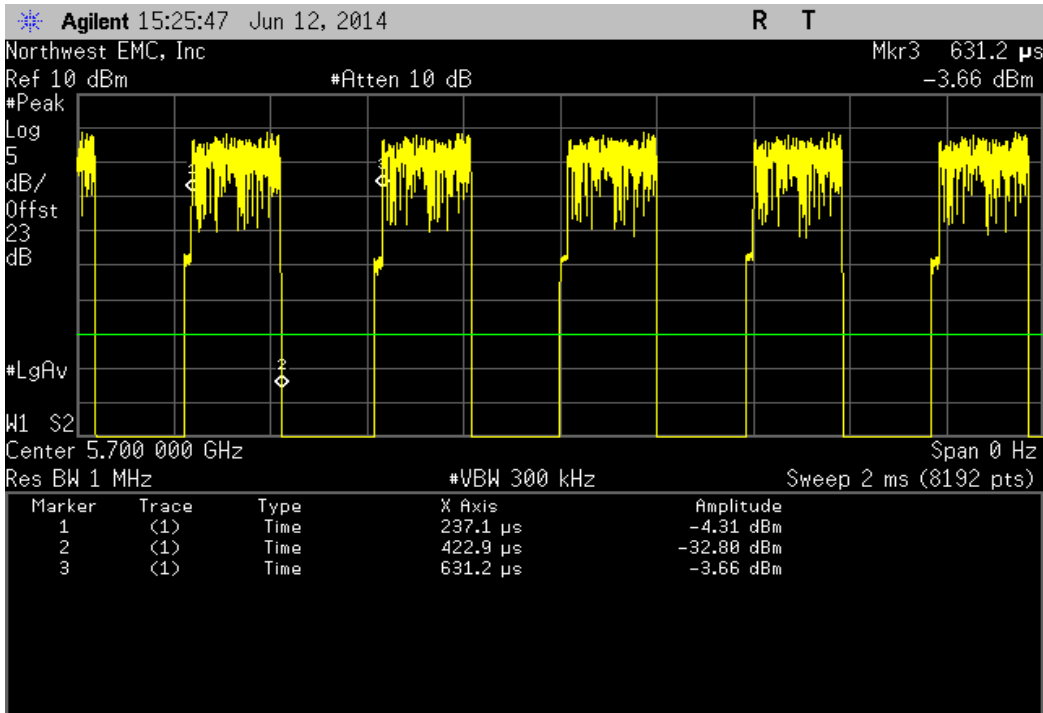 Agilent 15:25:47 Jun 12, 2014 R T
Northwest EMC, Inc Mkr3 631.2 µs
Ref 10 dBm #Atten 10 dB -3.66 dBm
#Peak
Log
5
dB/
Offst
23
dB
1
3
2
#LgAv
W1 S2
Center 5.700 000 GHz Span 0 Hz
Res BW 1 MHz #VBW 300 kHz Sweep 2 ms (8192 pts)
Marker Trace Type X Axis Amplitude
1 (1) Time 237.1 µs -4.31 dBm
2 (1) Time 422.9 µs -32.80 dBm
3 (1) Time 631.2 µs -3.66 dBm